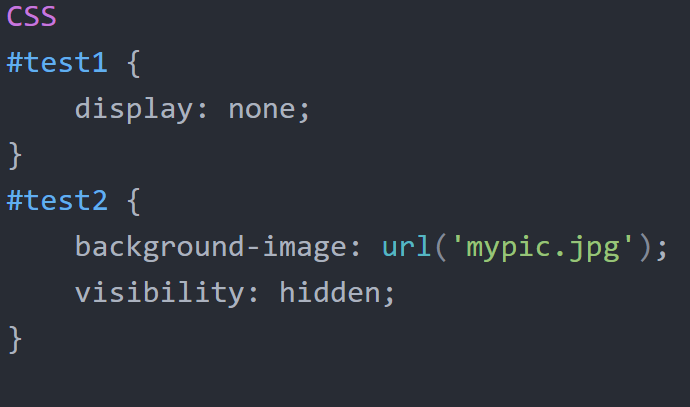 CSS
#test1 {
    display: none;
}
#test2 {
    background-image: url('mypic.jpg');
    visibility: hidden;
}